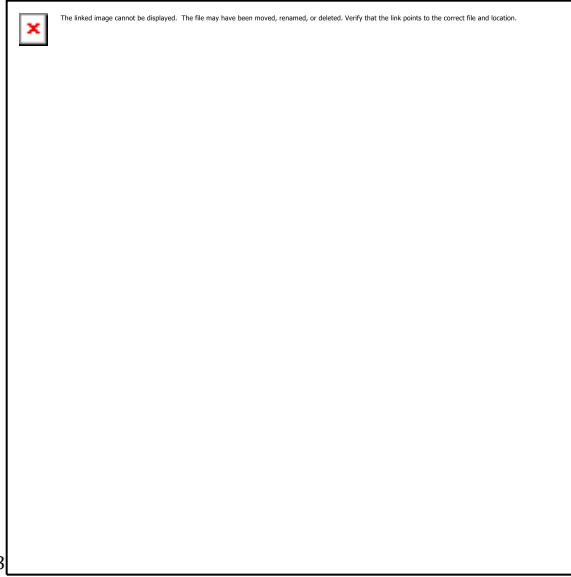 The linked image cannot be displayed. The file may have been moved, renamed, or deleted. Verify that the link points to the correct file and location.